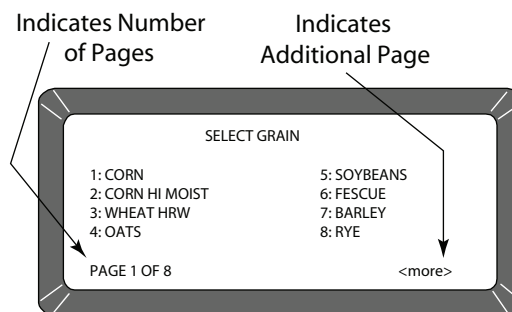 Indicates Number
of Pages
Indicates
Additional Page
SELECT GRAIN
1: CORN
2: CORN HI MOIST
3: WHEAT HRW
4: OATS
5: SOYBEANS
6: FESCUE
7: BARLEY
8: RYE
PAGE 1 OF 8
<more>